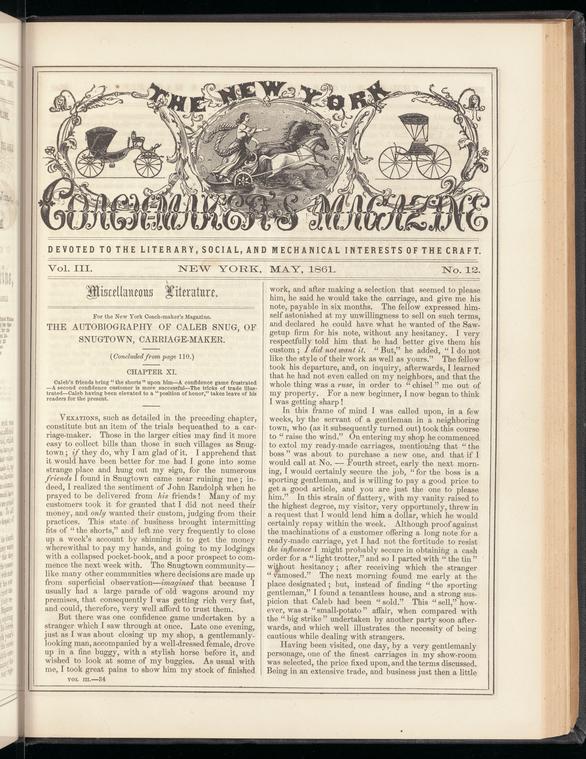 THE NEW YORK
COACH-MAKER'S MAGAZINE
DEVOTED TO THE LITERARY, SOCIAL, AND MECHANICAL INTERESTS OF THE CRAFT.
Vol. III. NEW YORK, MAY, 1861. No. 12.
Miscellaneous Literature.
For the New York Coach-maker's Magazine.
THE AUTOBIOGRAPHY OF CALEB SNUG, OF
SNUGTOWN, CARRIAGE-MAKER.
(Concluded from page 110.)
CHAPTER XI.
Caleb's friends bring "the shorts" upon him—A confidence game frustrated
—A second confidence customer is more successful—The tricks of trade illus-
trated—Caleb having been elevated to a "position of honor," takes leave of his
readers for the present.
VEXATIONS, such as detailed in the preceding chapter,
constitute but an item of the trials bequeathed to a car-
riage-maker. Those in the larger cities may find it more
easy to collect bills than those in such villages as Snug-
town; if they do, why I am glad of it. I apprehend that
it would have been better for me had I gone into some
strange place and hung out my sign, for the numerous
friends I found in Snugtown came near ruining me; in-
deed, I realized the sentiment of John Randolph when he
prayed to be delivered from his friends! Many of my
customers took it for granted that I did not need their
money, and only wanted their custom, judging from their
practices. This state of business brought intermitting
fits of "the shorts," and left me very frequently to close
up a week's account by shinning it to get the money
wherewithal to pay my hands, and going to my lodgings
with a collapsed pocket-book, and a poor prospect to com-
mence the next week with. The Snugtown community—
like many other communities where decisions are made up
from superficial observation—imagined that because I
usually had a large parade of old wagons around my
premises, that consequently I was getting rich very fast,
and could, therefore, very well afford to trust them.
But there was one confidence game undertaken by a
stranger which I saw through at once. Late one evening,
just as I was about closing up my shop, a gentlemanly-
looking man, accompanied by a well-dressed female, drove
up in a fine buggy, with a stylish horse before it, and
wished to look at some of my buggies. As usual with
me, I took great pains to show him my stock of finished
VOL. III.—34
work, and after making a selection that seemed to please
him, he said he would take the carriage, and give me his
note, payable in six months. The fellow expressed him-
self astonished at my unwillingness to sell on such terms,
and declared he could have what he wanted of the Saw-
getup firm for his note, without any hesitancy. I very
respectfully told him that he had better give them his
custom; I did not want it. "But," he added, "I do not
like the style of their work as well as yours." The fellow
took his departure, and, on inquiry, afterwards, I learned
that he had not even called on my neighbors, and that the
whole thing was a ruse, in order to "chisel" me out of
my property. For a new beginner, I now began to think
I was getting sharp!
In this frame of mind I was called upon, in a few
weeks, by the servant of a gentleman in a neighboring
town, who (as it subsequently turned out) took this course
to "raise the wind." On entering my shop he commenced
to extol my ready-made carriages, mentioning that "the
boss" was about to purchase a new one, and that if I
would call at No. — Fourth street, early the next morn-
ing, I would certainly secure the job, "for the boss is a
sporting gentleman, and is willing to pay a good price to
get a good article, and you are just the one to please
him." In this strain of flattery, with my vanity raised to
the highest degree, my visitor, very opportunely, threw in
a request that I would lend him a dollar, which he would
certainly repay within the week. Although proof against
the machinations of a customer offering a long note for a
ready-made carriage, yet I had not the fortitude to resist
the influence I might probably secure in obtaining a cash
order for a "light trotter," and so I parted with "the tin"
without hesitancy; after receiving which the stranger
"vamosed." The next morning found me early at the
place designated; but, instead of finding "the sporting
gentleman," I found a tenantless house, and a strong sus-
picion that Caleb had been "sold." This "sell," how-
ever, was a "small-potato" affair, when compared with
the "big strike" undertaken by another party soon after-
wards, and which well illustrates the necessity of being
cautious while dealing with strangers.
Having been visited, one day, by a very gentlemanly
personage, one of the finest carriages in my show-room
was selected, the price fixed upon, and the terms discussed.
Being in an extensive trade, and business just then a little